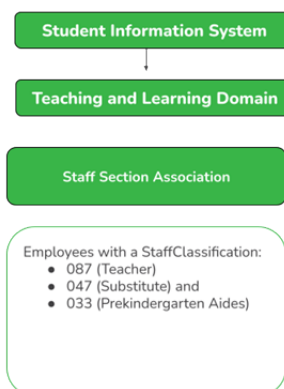 Student Information System
Teaching and Learning Domain
Staff Section Association
Employees with a StaffClassification:
● 087 (Teacher)
● 047 (Substitute) and
● 033 (Prekindergarten Aides)